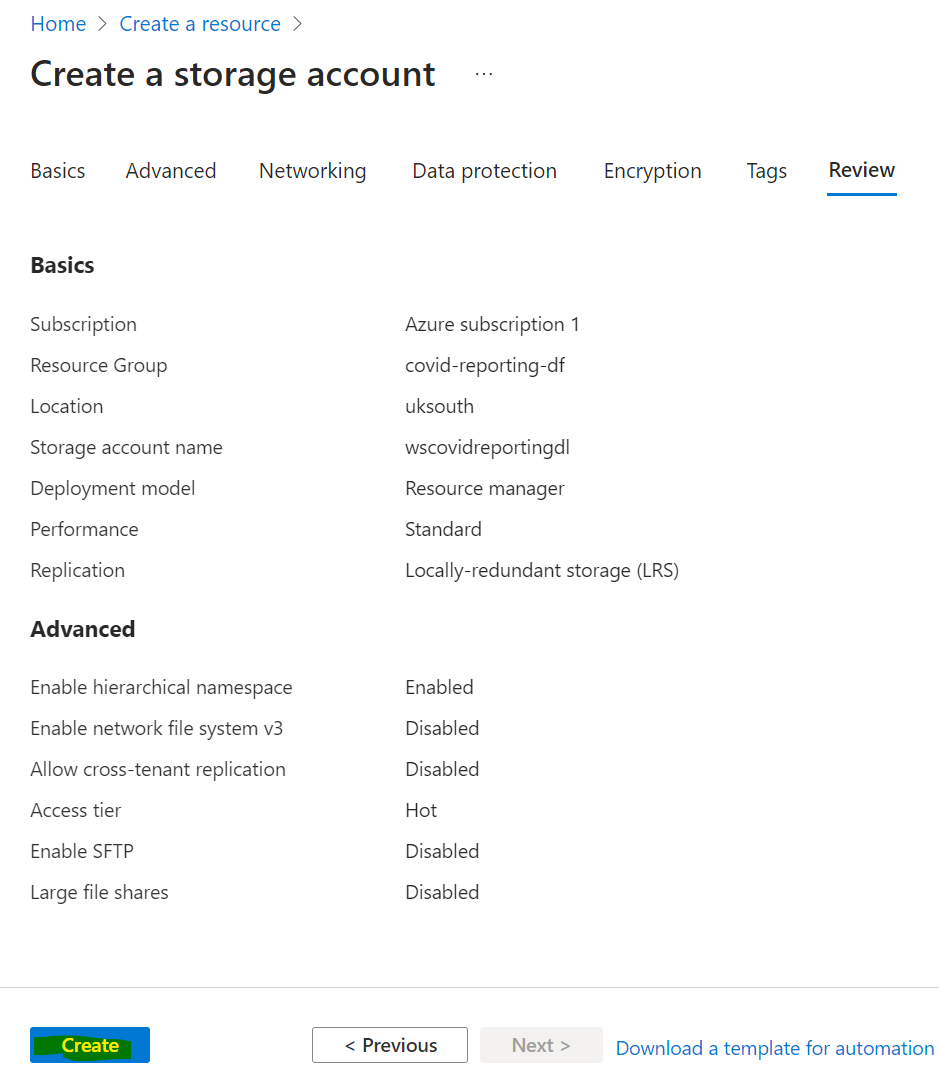 Home > Create a resource >
Create a storage account ...
Basics Advanced Networking Data protection Encryption Tags Review
Basics
Subscription Azure subscription 1
Resource Group covid-reporting-df
Location uksouth
Storage account name wscovidreportingdl
Deployment model Resource manager
Performance Standard
Replication Locally-redundant storage (LRS)
Advanced
Enable hierarchical namespace Enabled
Enable network file system v3 Disabled
Allow cross-tenant replication Disabled
Access tier Hot
Enable SFTP Disabled
Large file shares Disabled
Create < Previous Next > Download a template for automation